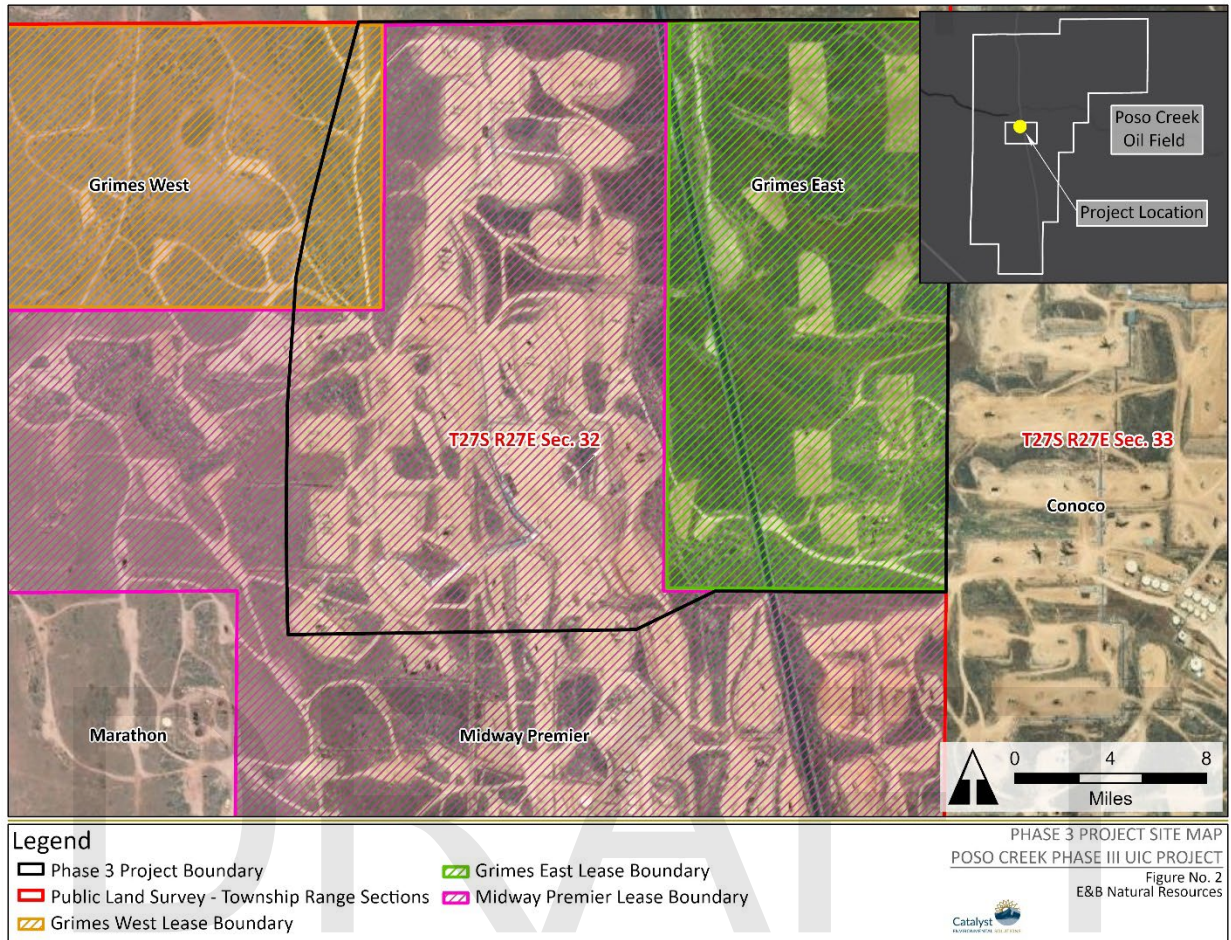 Grimes West
Grimes East
Poso Creek
Oil Field
Project Location
T27S R27E Sec. 32
T27S R27E Sec. 33
Conoco
Marathon
Midway Premier
0 4 8
Miles
DRAFT
Legend
Phase 3 Project Boundary
Public Land Survey - Township Range Sections
Grimes West Lease Boundary
Grimes East Lease Boundary
Midway Premier Lease Boundary
PHASE 3 PROJECT SITE MAP
POSO CREEK PHASE III UIC PROJECT
Figure No. 2
E&B Natural Resources
Catalyst
ENVIRONMENTAL SOLUTIONS